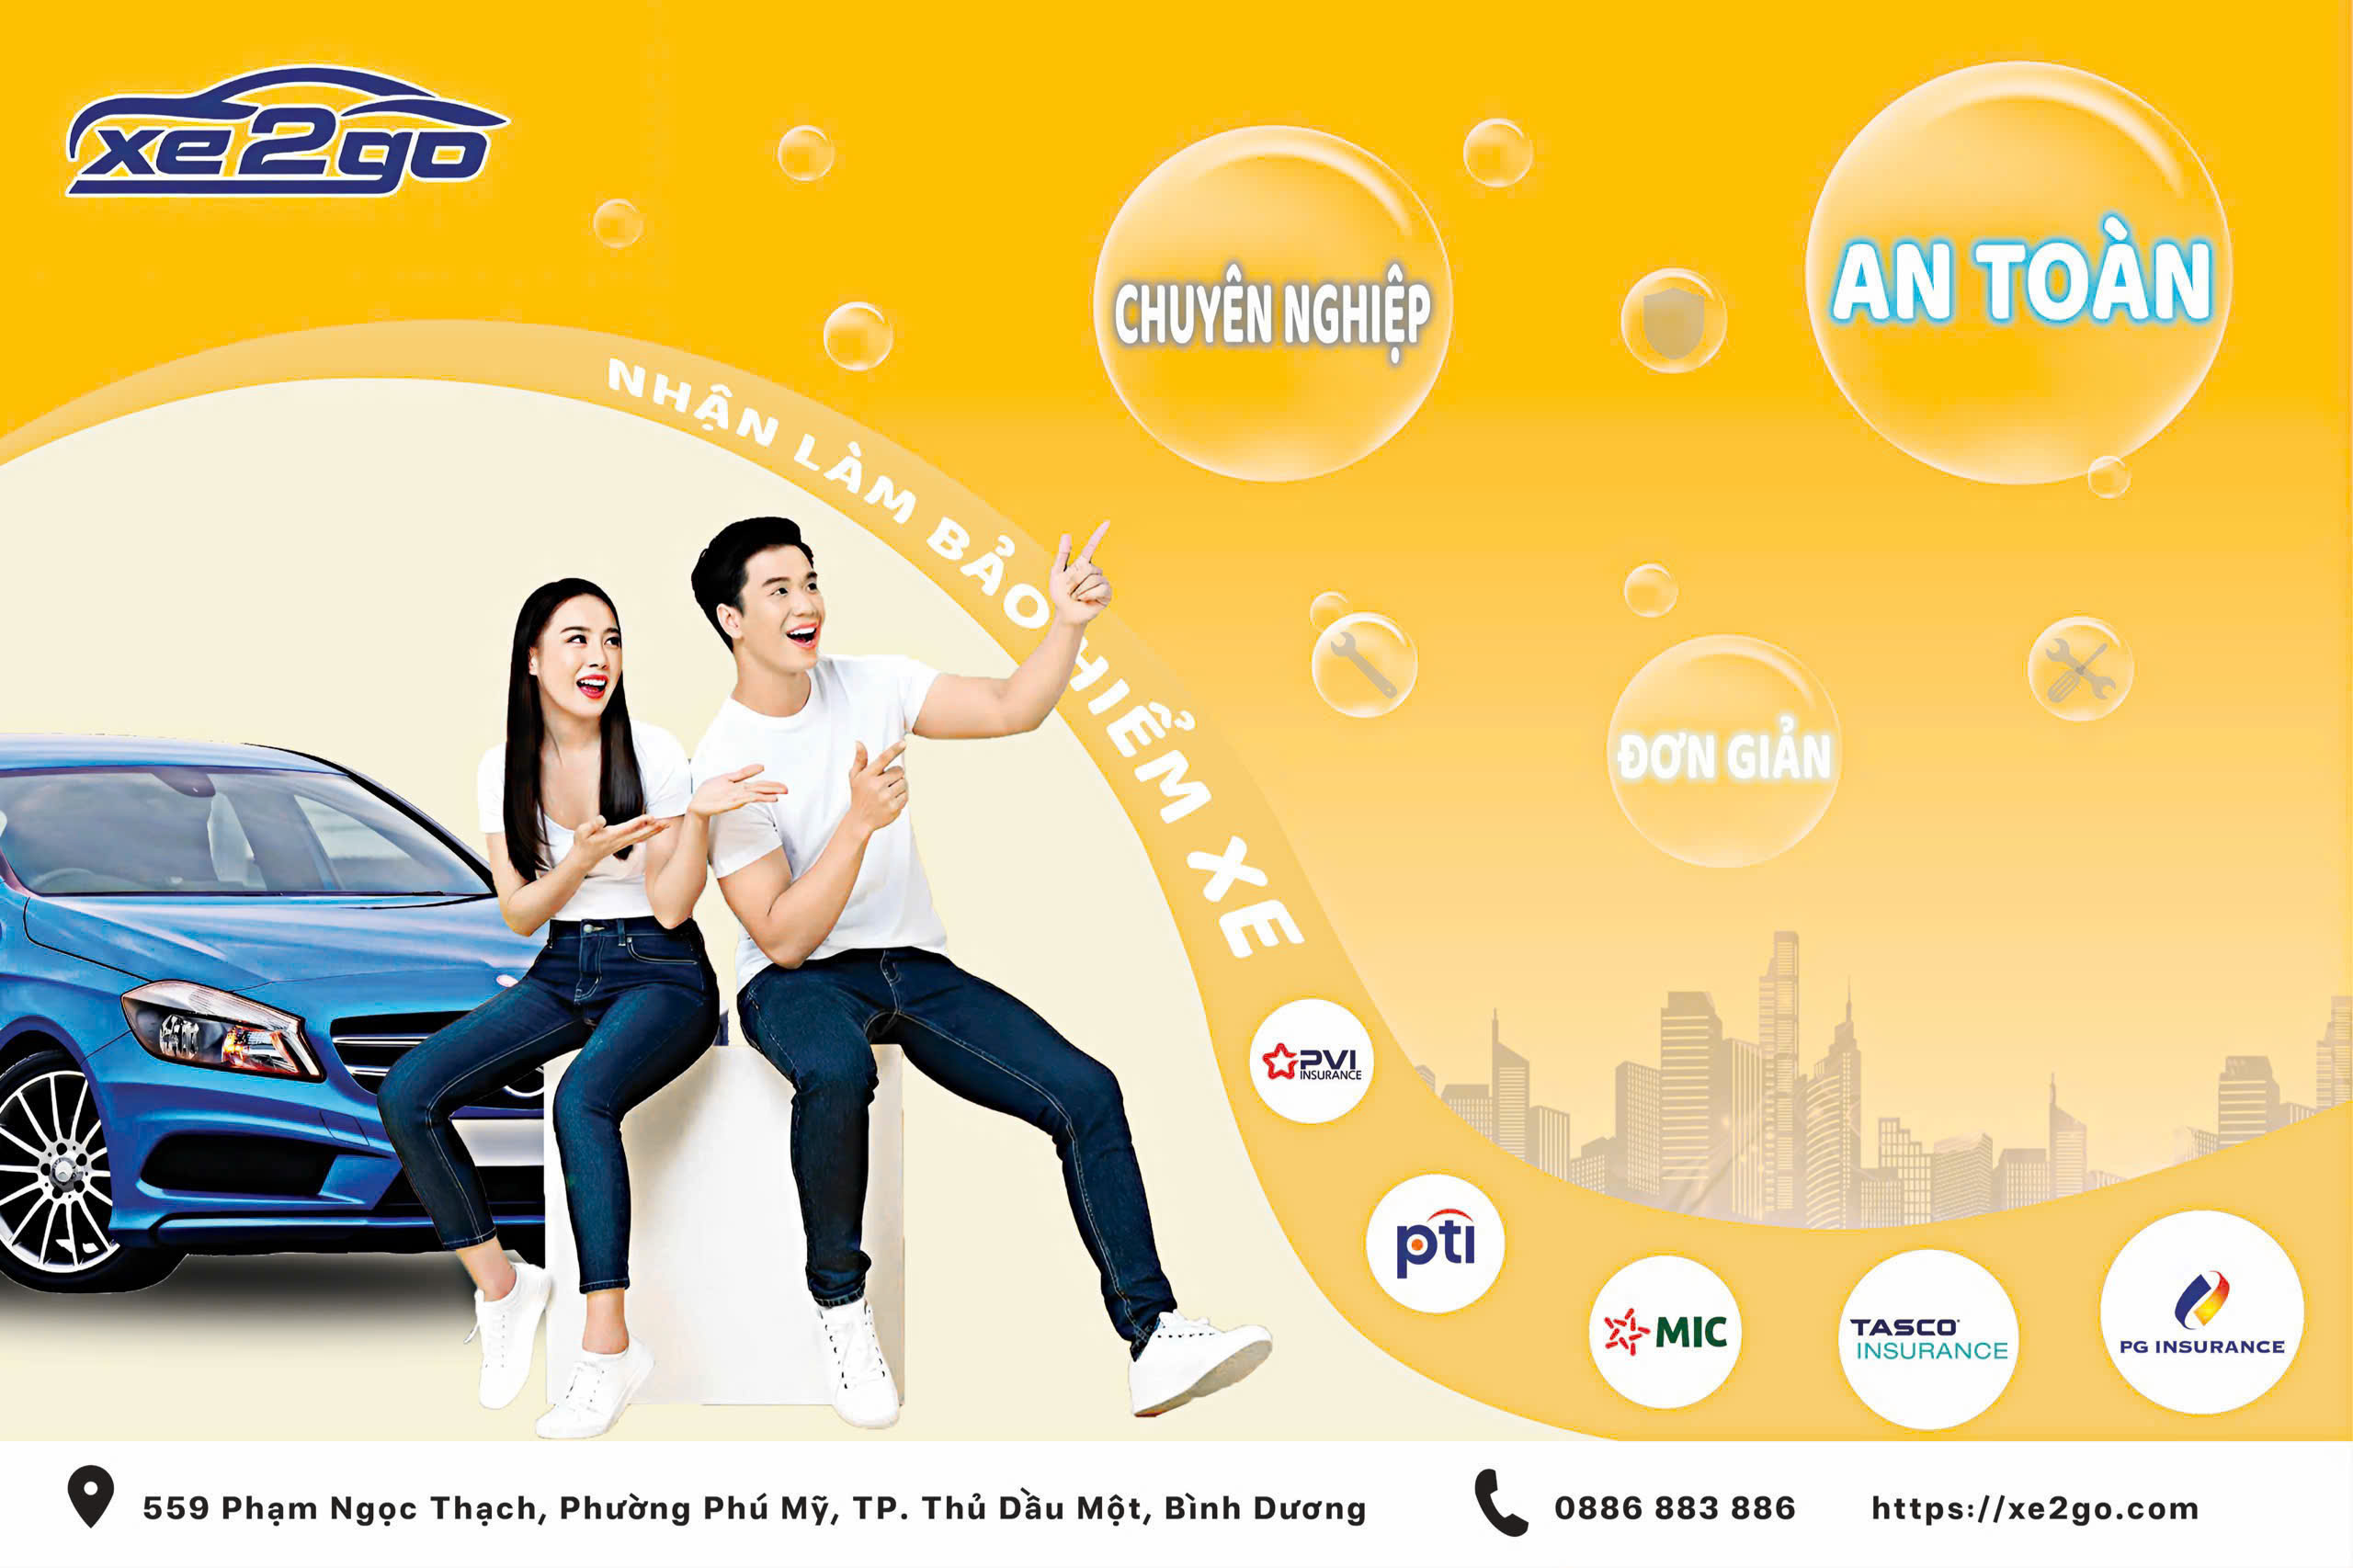 xe2go
CHUYÊN NGHIỆP
AN TOÀN
NHẬN LÀM BẢO HIỂM XE
ĐƠN GIẢN
PVI
INSURANCE
pti
MIC
TASCO
INSURANCE
PG INSURANCE
559 Phạm Ngọc Thạch, Phường Phú Mỹ, TP. Thủ Dầu Một, Bình Dương
0886 883 886
https://xe2go.com